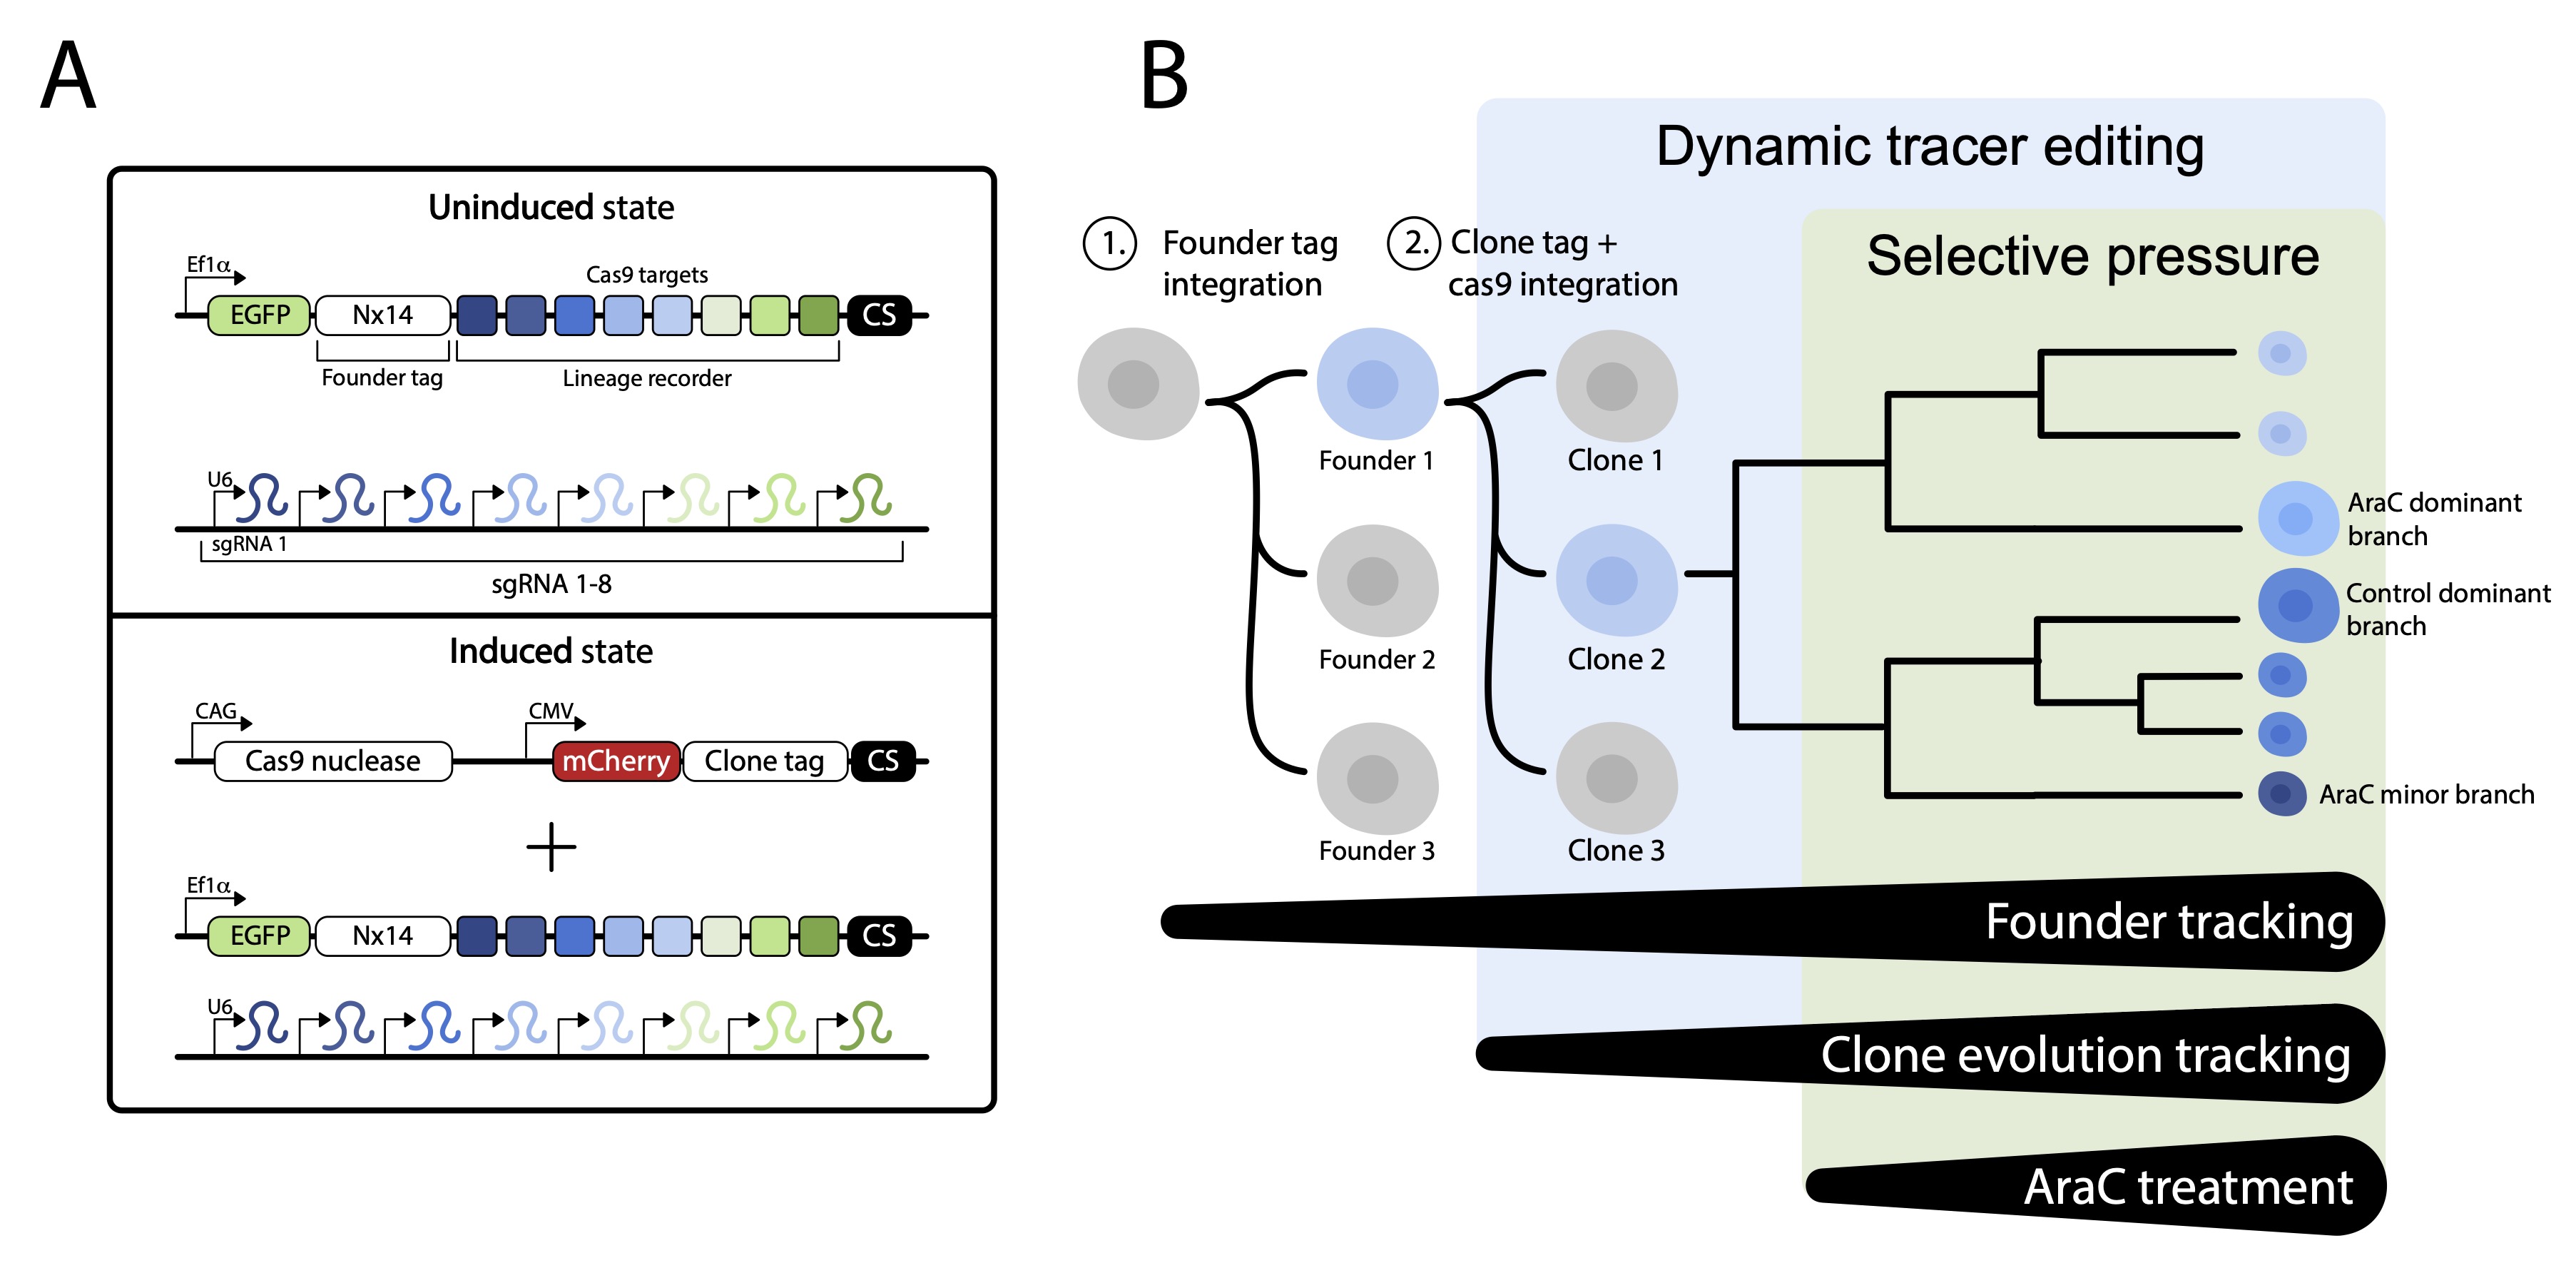 A
Uninduced state
Ef1α
Cas9 targets
EGFP
Nx14
CS
Founder tag
Lineage recorder
U6
sgRNA 1
sgRNA 1-8
Induced state
CAG
CMV
Cas9 nuclease
mCherry
Clone tag
CS
+
Ef1α
EGFP
Nx14
CS
U6
B
Dynamic tracer editing
Selective pressure
1.
Founder tag
integration
2.
Clone tag +
cas9 integration
Founder 1
Founder 2
Founder 3
Clone 1
Clone 2
Clone 3
AraC dominant
branch
Control dominant
branch
AraC minor branch
Founder tracking
Clone evolution tracking
AraC treatment